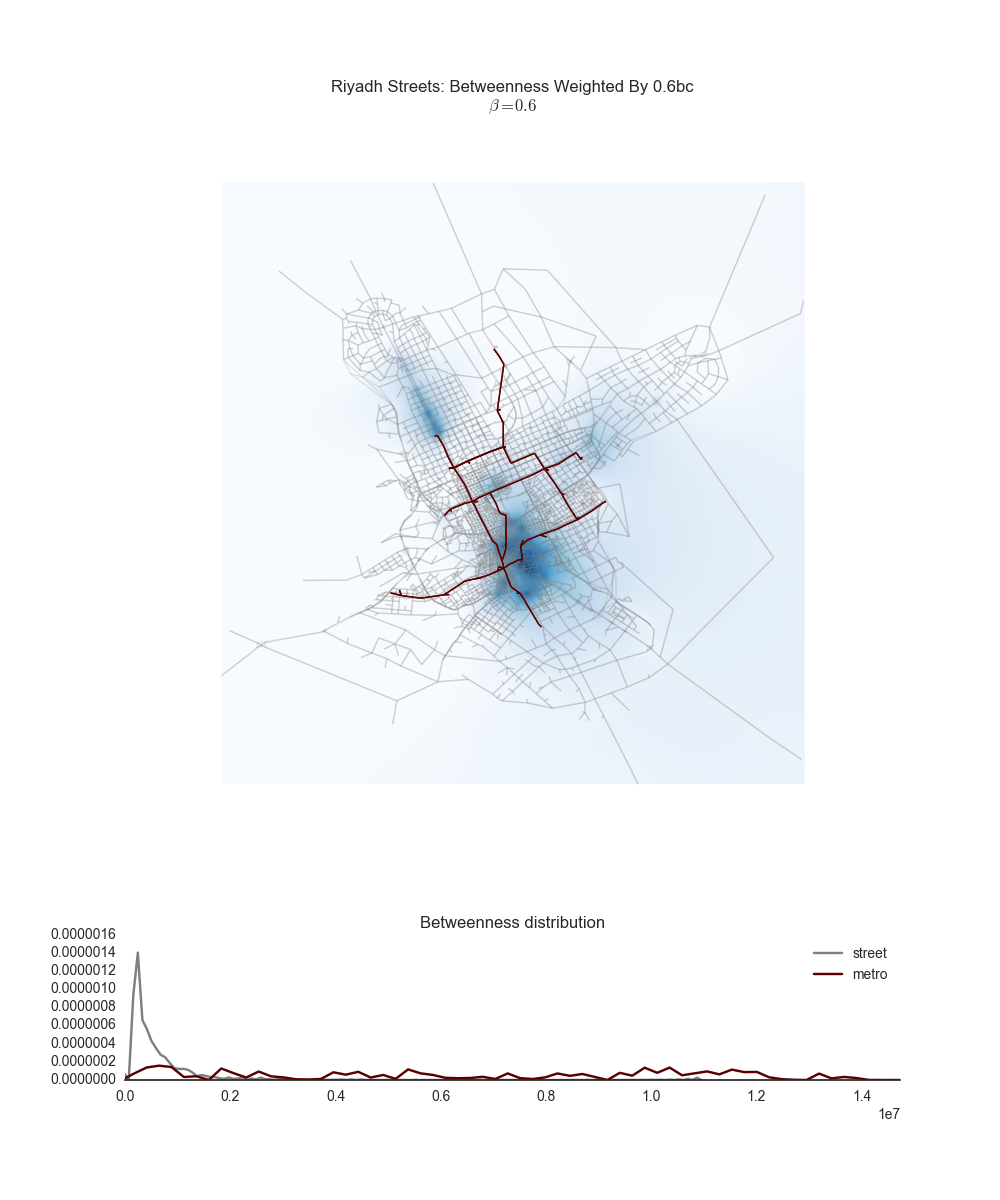 Riyadh Streets: Betweenness Weighted By 0.6bc
β=0.6
Betweenness distribution
0.0000016
0.0000014
0.0000012
0.0000010
0.0000008
0.0000006
0.0000004
0.0000002
0.0000000
street
metro
0.0 0.2 0.4 0.6 0.8 1.0 1.2 1.4
1e7